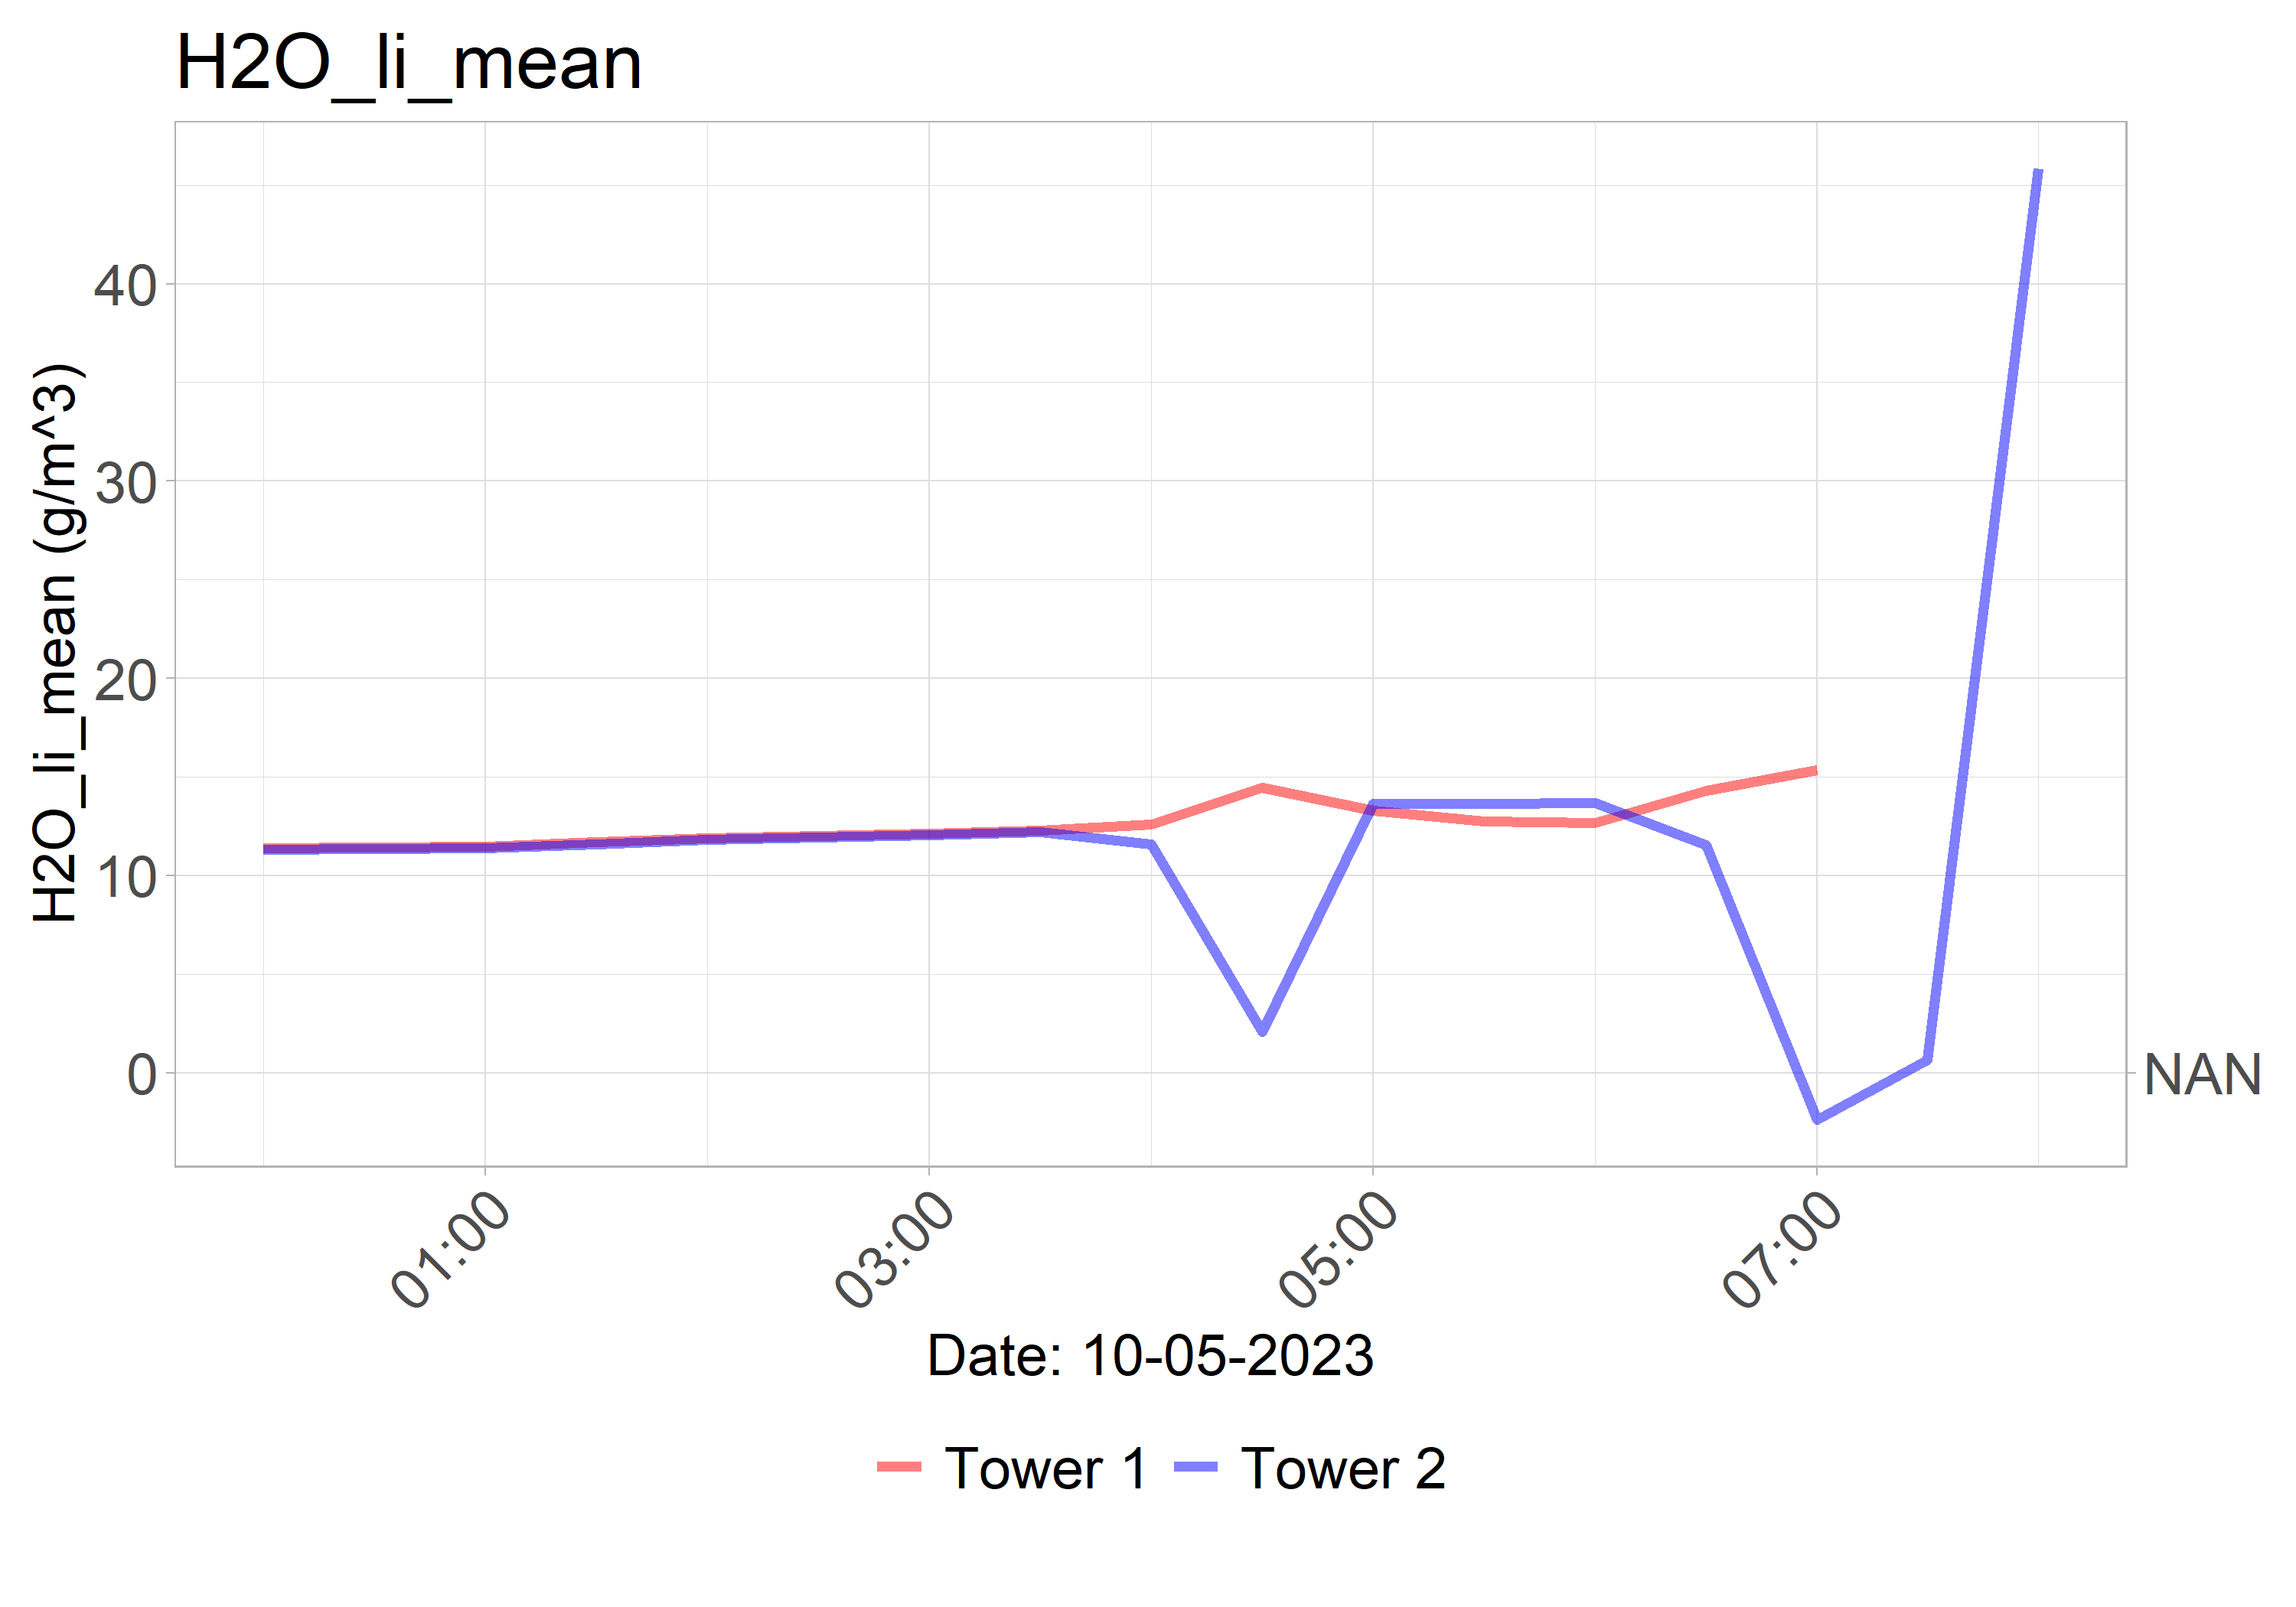 H2O_li_mean
H2O_li_mean (g/m^3)
40
30
20
10
0
NAN
01:00
03:00
05:00
07:00
Date: 10-05-2023
Tower 1
Tower 2